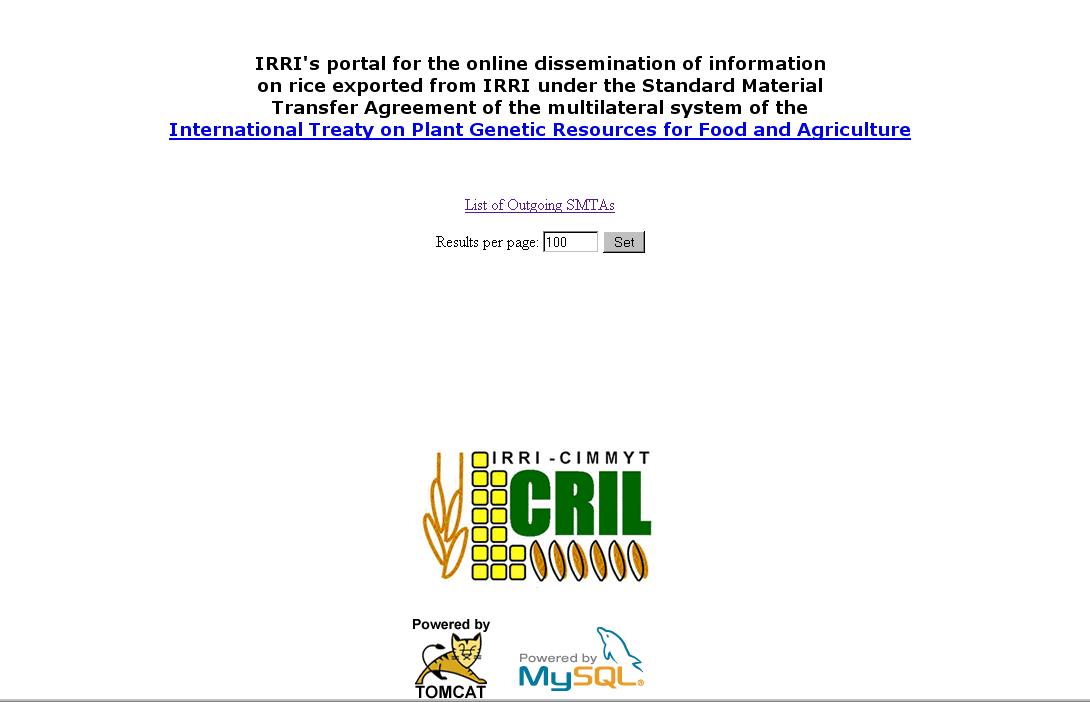 IRRI's portal for the online dissemination of information
on rice exported from IRRI under the Standard Material
Transfer Agreement of the multilateral system of the
International Treaty on Plant Genetic Resources for Food and Agriculture
List of Outgoing SMTAs
Results per page: 100 Set
IRRI-CIMMYT
CRIL
Powered by
TOMCAT
Powered by
MySQL®